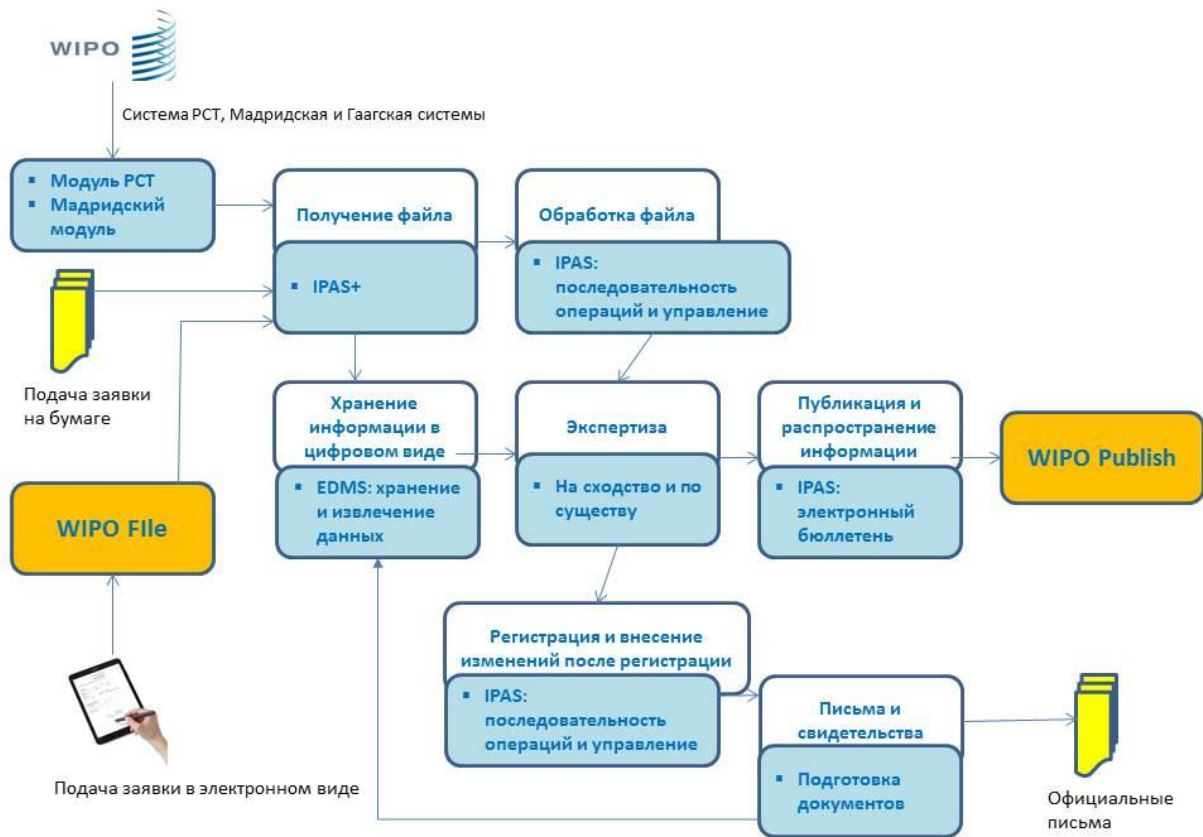 WIPO
Система РСТ, Мадридская и Гаагская системы
▪ Модуль РСТ
▪ Мадридский
модуль
Получение файла
▪ IPAS+
Обработка файла
▪ IPAS:
последовательность
операций и управление
Подача заявки
на бумаге
Хранение
информации в
цифровом виде
▪ EDMS: хранение
и извлечение
данных
Экспертиза
▪ На сходство и по
существу
Публикация и
распространение
информации
▪ IPAS:
электронный
бюллетень
WIPO Publish
WIPO FIle
Регистрация и внесение
изменений после регистрации
▪ IPAS:
последовательность
операций и управление
Письма и
свидетельства
▪ Подготовка
документов
Подача заявки в электронном виде
Официальные
письма